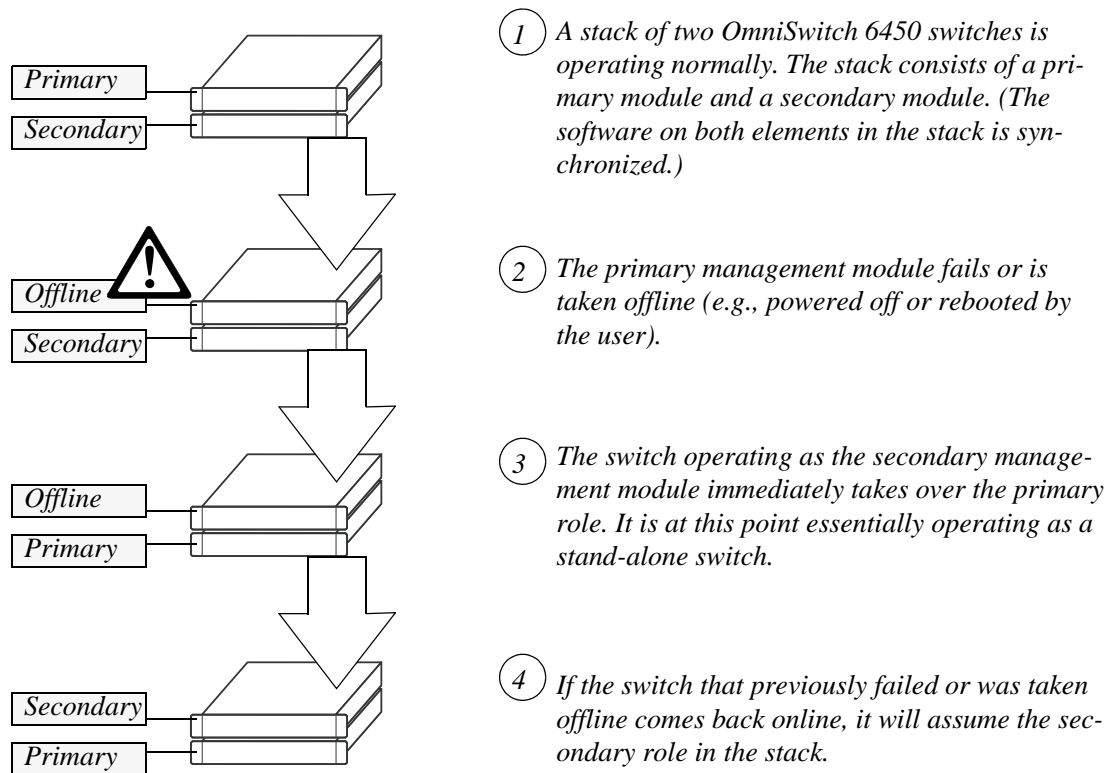 Primary
Secondary
1
A stack of two OmniSwitch 6450 switches is
operating normally. The stack consists of a pri-
mary module and a secondary module. (The
software on both elements in the stack is syn-
chronized.)
Offline
Secondary
2
The primary management module fails or is
taken offline (e.g., powered off or rebooted by
the user).
Offline
Primary
3
The switch operating as the secondary manage-
ment module immediately takes over the primary
role. It is at this point essentially operating as a
stand-alone switch.
Secondary
Primary
4
If the switch that previously failed or was taken
offline comes back online, it will assume the sec-
ondary role in the stack.